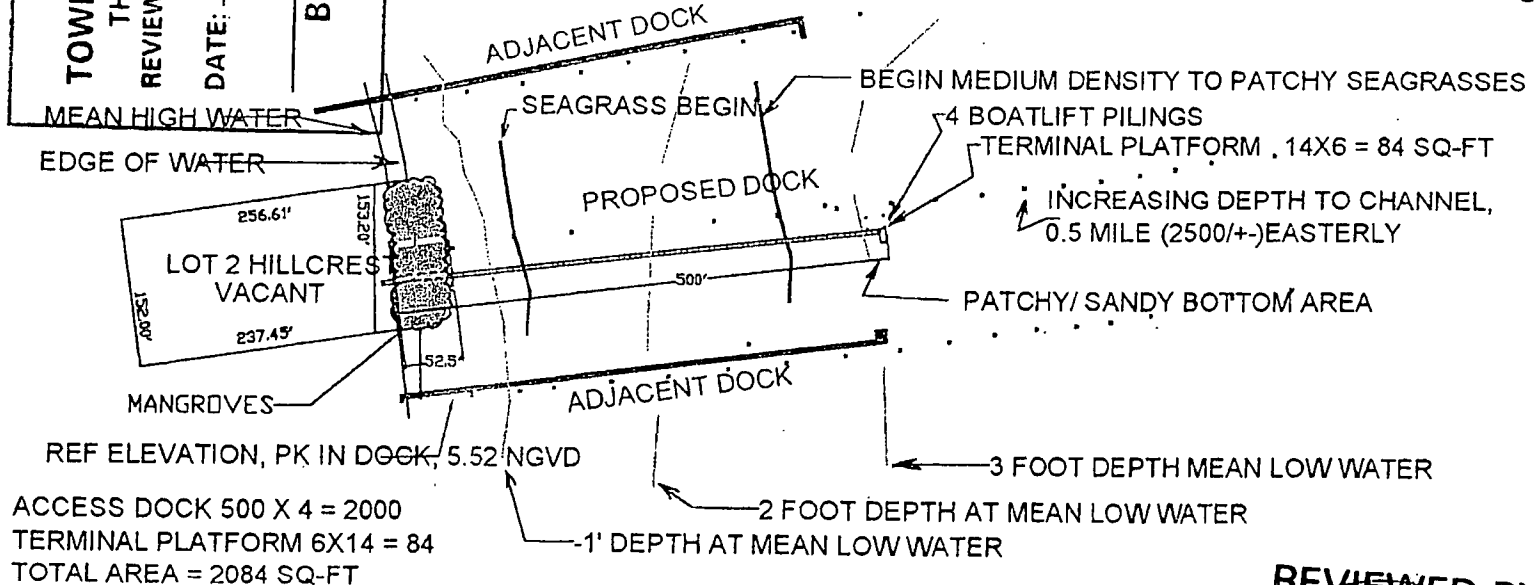 TOW
TH
REVIEW
DATE:
B
ADJACENT DOCK
BEGIN MEDIUM DENSITY TO PATCHY SEAGRASSES
SEAGRASS BEGIN
MEAN HIGH WATER
4 BOATLIFT PILINGS
TERMINAL PLATFORM . 14X6 = 84 SQ-FT
EDGE OF WATER
PROPOSED DOCK
INCREASING DEPTH TO CHANNEL,
0.5 MILE (2500/+-)EASTERLY
256.61'
153.20'
LOT 2 HILLCREST
VACANT
152.00'
237.45'
500'
PATCHY/ SANDY BOTTOM AREA
52.5'
MANGROVES
ADJACENT DOCK
REF ELEVATION, PK IN DOCK, 5.52 NGVD
3 FOOT DEPTH MEAN LOW WATER
ACCESS DOCK 500 X 4 = 2000
2 FOOT DEPTH AT MEAN LOW WATER
TERMINAL PLATFORM 6X14 = 84
-1' DEPTH AT MEAN LOW WATER
TOTAL AREA = 2084 SQ-FT